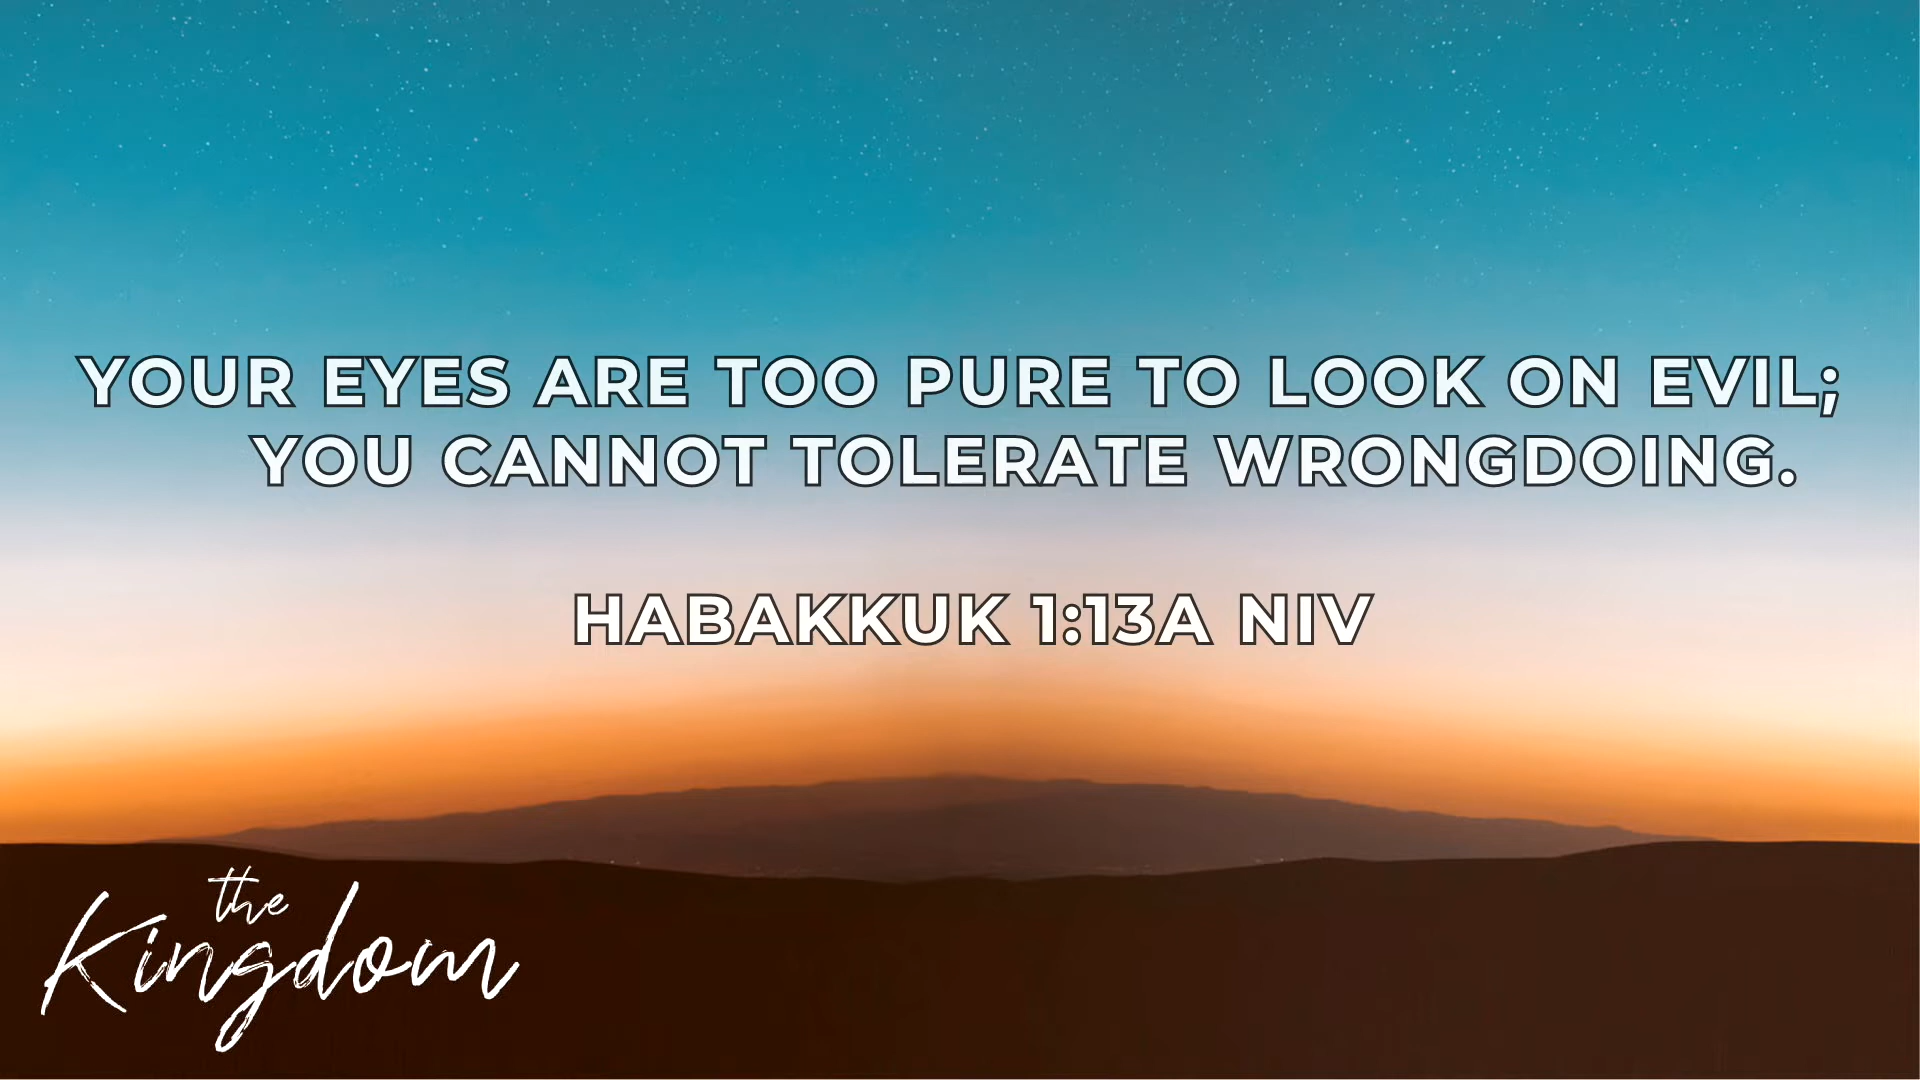 YOUR EYES ARE TOO PURE TO LOOK ON EVIL;
YOU CANNOT TOLERATE WRONGDOING.
HABAKKUK 1:13A NIV
the
Kingdom